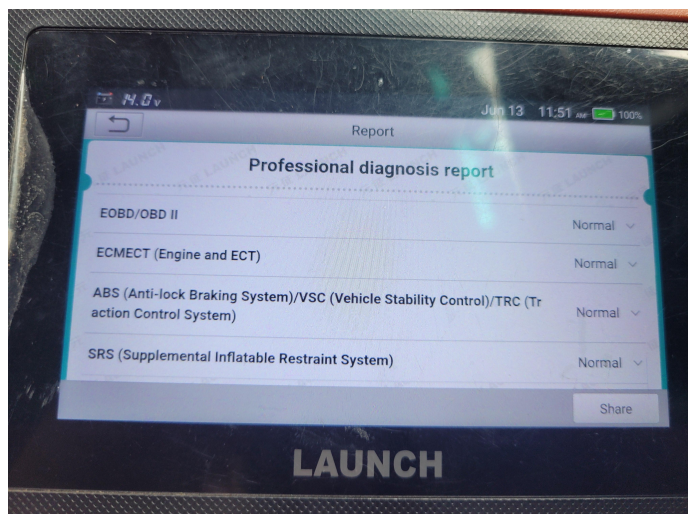 14.0v
Jun 13 11:51 AM 100%
Report
Professional diagnosis report
EOBD/OBD II
Normal
ECMECT (Engine and ECT)
Normal
ABS (Anti-lock Braking System)/VSC (Vehicle Stability Control)/TRC (Tr
action Control System)
Normal
SRS (Supplemental Inflatable Restraint System)
Normal
Share
LAUNCH